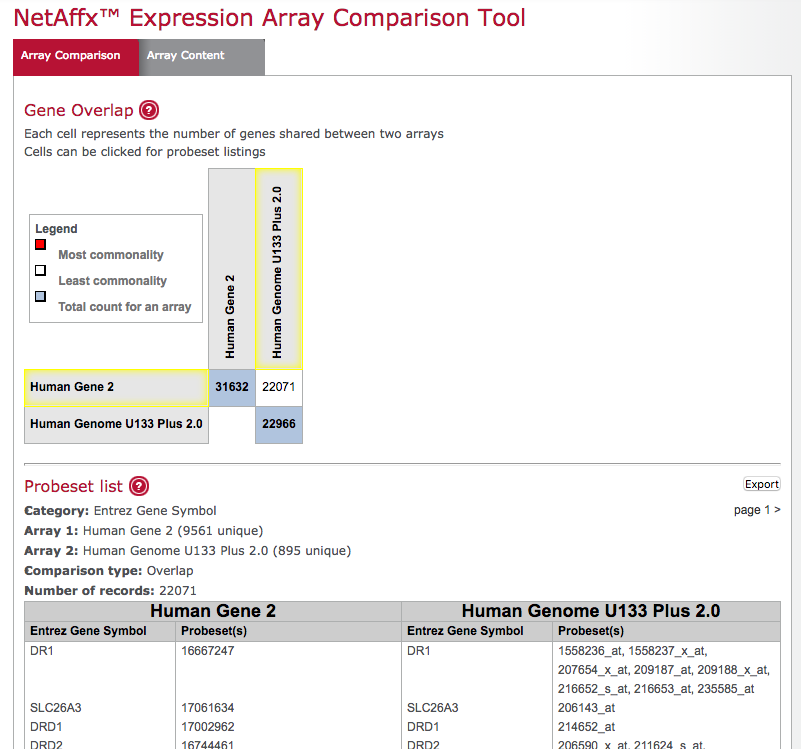 NetAffx™ Expression Array Comparison Tool
Array Comparison Array Content
Gene Overlap ?
Each cell represents the number of genes shared between two arrays
Cells can be clicked for probeset listings
Legend
Most commonality
Least commonality
Total count for an array
Human Gene 2
Human Genome U133 Plus 2.0
Human Gene 2 31632 22071
Human Genome U133 Plus 2.0 22966
Probeset list ? Export
Category: Entrez Gene Symbol page 1 >
Array 1: Human Gene 2 (9561 unique)
Array 2: Human Genome U133 Plus 2.0 (895 unique)
Comparison type: Overlap
Number of records: 22071
Human Gene 2 Human Genome U133 Plus 2.0
Entrez Gene Symbol Probeset(s) Entrez Gene Symbol Probeset(s)
DR1 16667247 DR1 1558236_at, 1558237_x_at,
207654_x_at, 209187_at, 209188_x_at,
216652_s_at, 216653_at, 235585_at
SLC26A3 17061634 SLC26A3 206143_at
DRD1 17002962 DRD1 214652_at
DRD2 16744461 DRD2 206590_x_at, 211624_s_at,